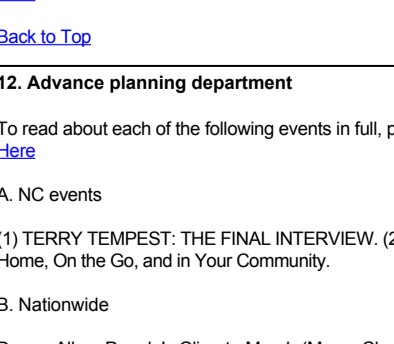 Back to Top
12. Advance planning department
To read about each of the following events in full, p
Here
A. NC events
(1) TERRY TEMPEST: THE FINAL INTERVIEW. (2
Home, On the Go, and in Your Community.
B. Nationwide